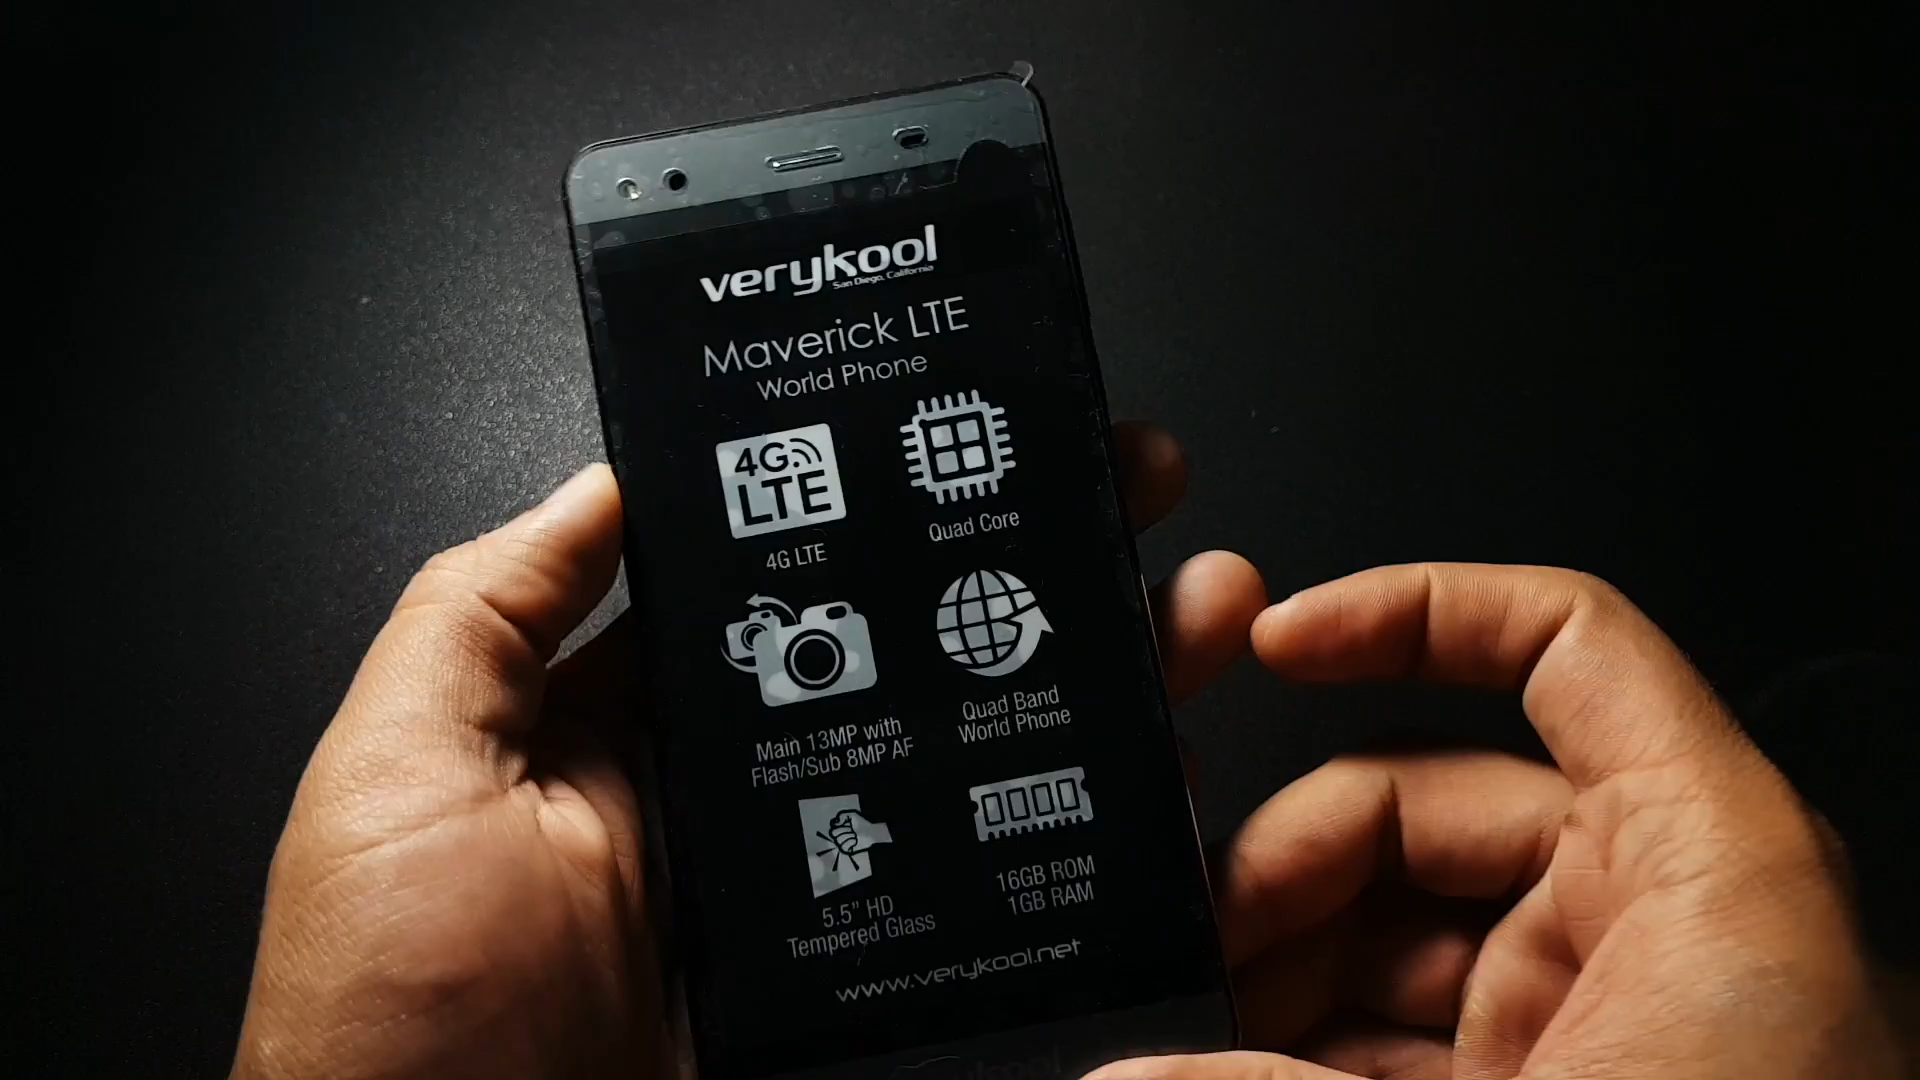 verykool
San Diego, California
Maverick LTE
World Phone
4G
LTE
4G LTE
Quad Core
Main 13MP with
Flash/Sub 8MP AF
Quad Band
World Phone
5.5" HD
Tempered Glass
16GB ROM
1GB RAM
www.verykool.net